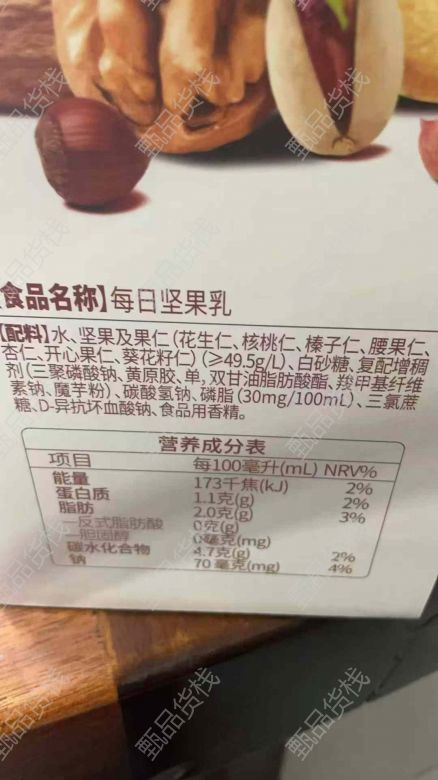 【食品名称】每日坚果乳
【配料】水、坚果及果仁（花生仁、核桃仁、榛子仁、腰果仁、
杏仁、开心果仁、葵花籽仁）（≥49.5g/L）、白砂糖、复配增稠
剂（三聚磷酸钠、黄原胶、单，双甘油脂肪酸酯、羧甲基纤维
素钠、魔芋粉）、碳酸氢钠、磷脂（30mg/100mL）、三氯蔗
糖、D-异抗坏血酸钠、食品用香精。
营养成分表
项目 每100毫升(mL) NRV%
能量 173千焦(kJ) 2%
蛋白质 1.1克(g) 2%
脂肪 2.0克(g) 3%
—反式脂肪酸 0克(g)
—胆固醇 0毫克(mg)
碳水化合物 4.7克(g) 2%
钠 70毫克(mg) 4%
甄品货栈